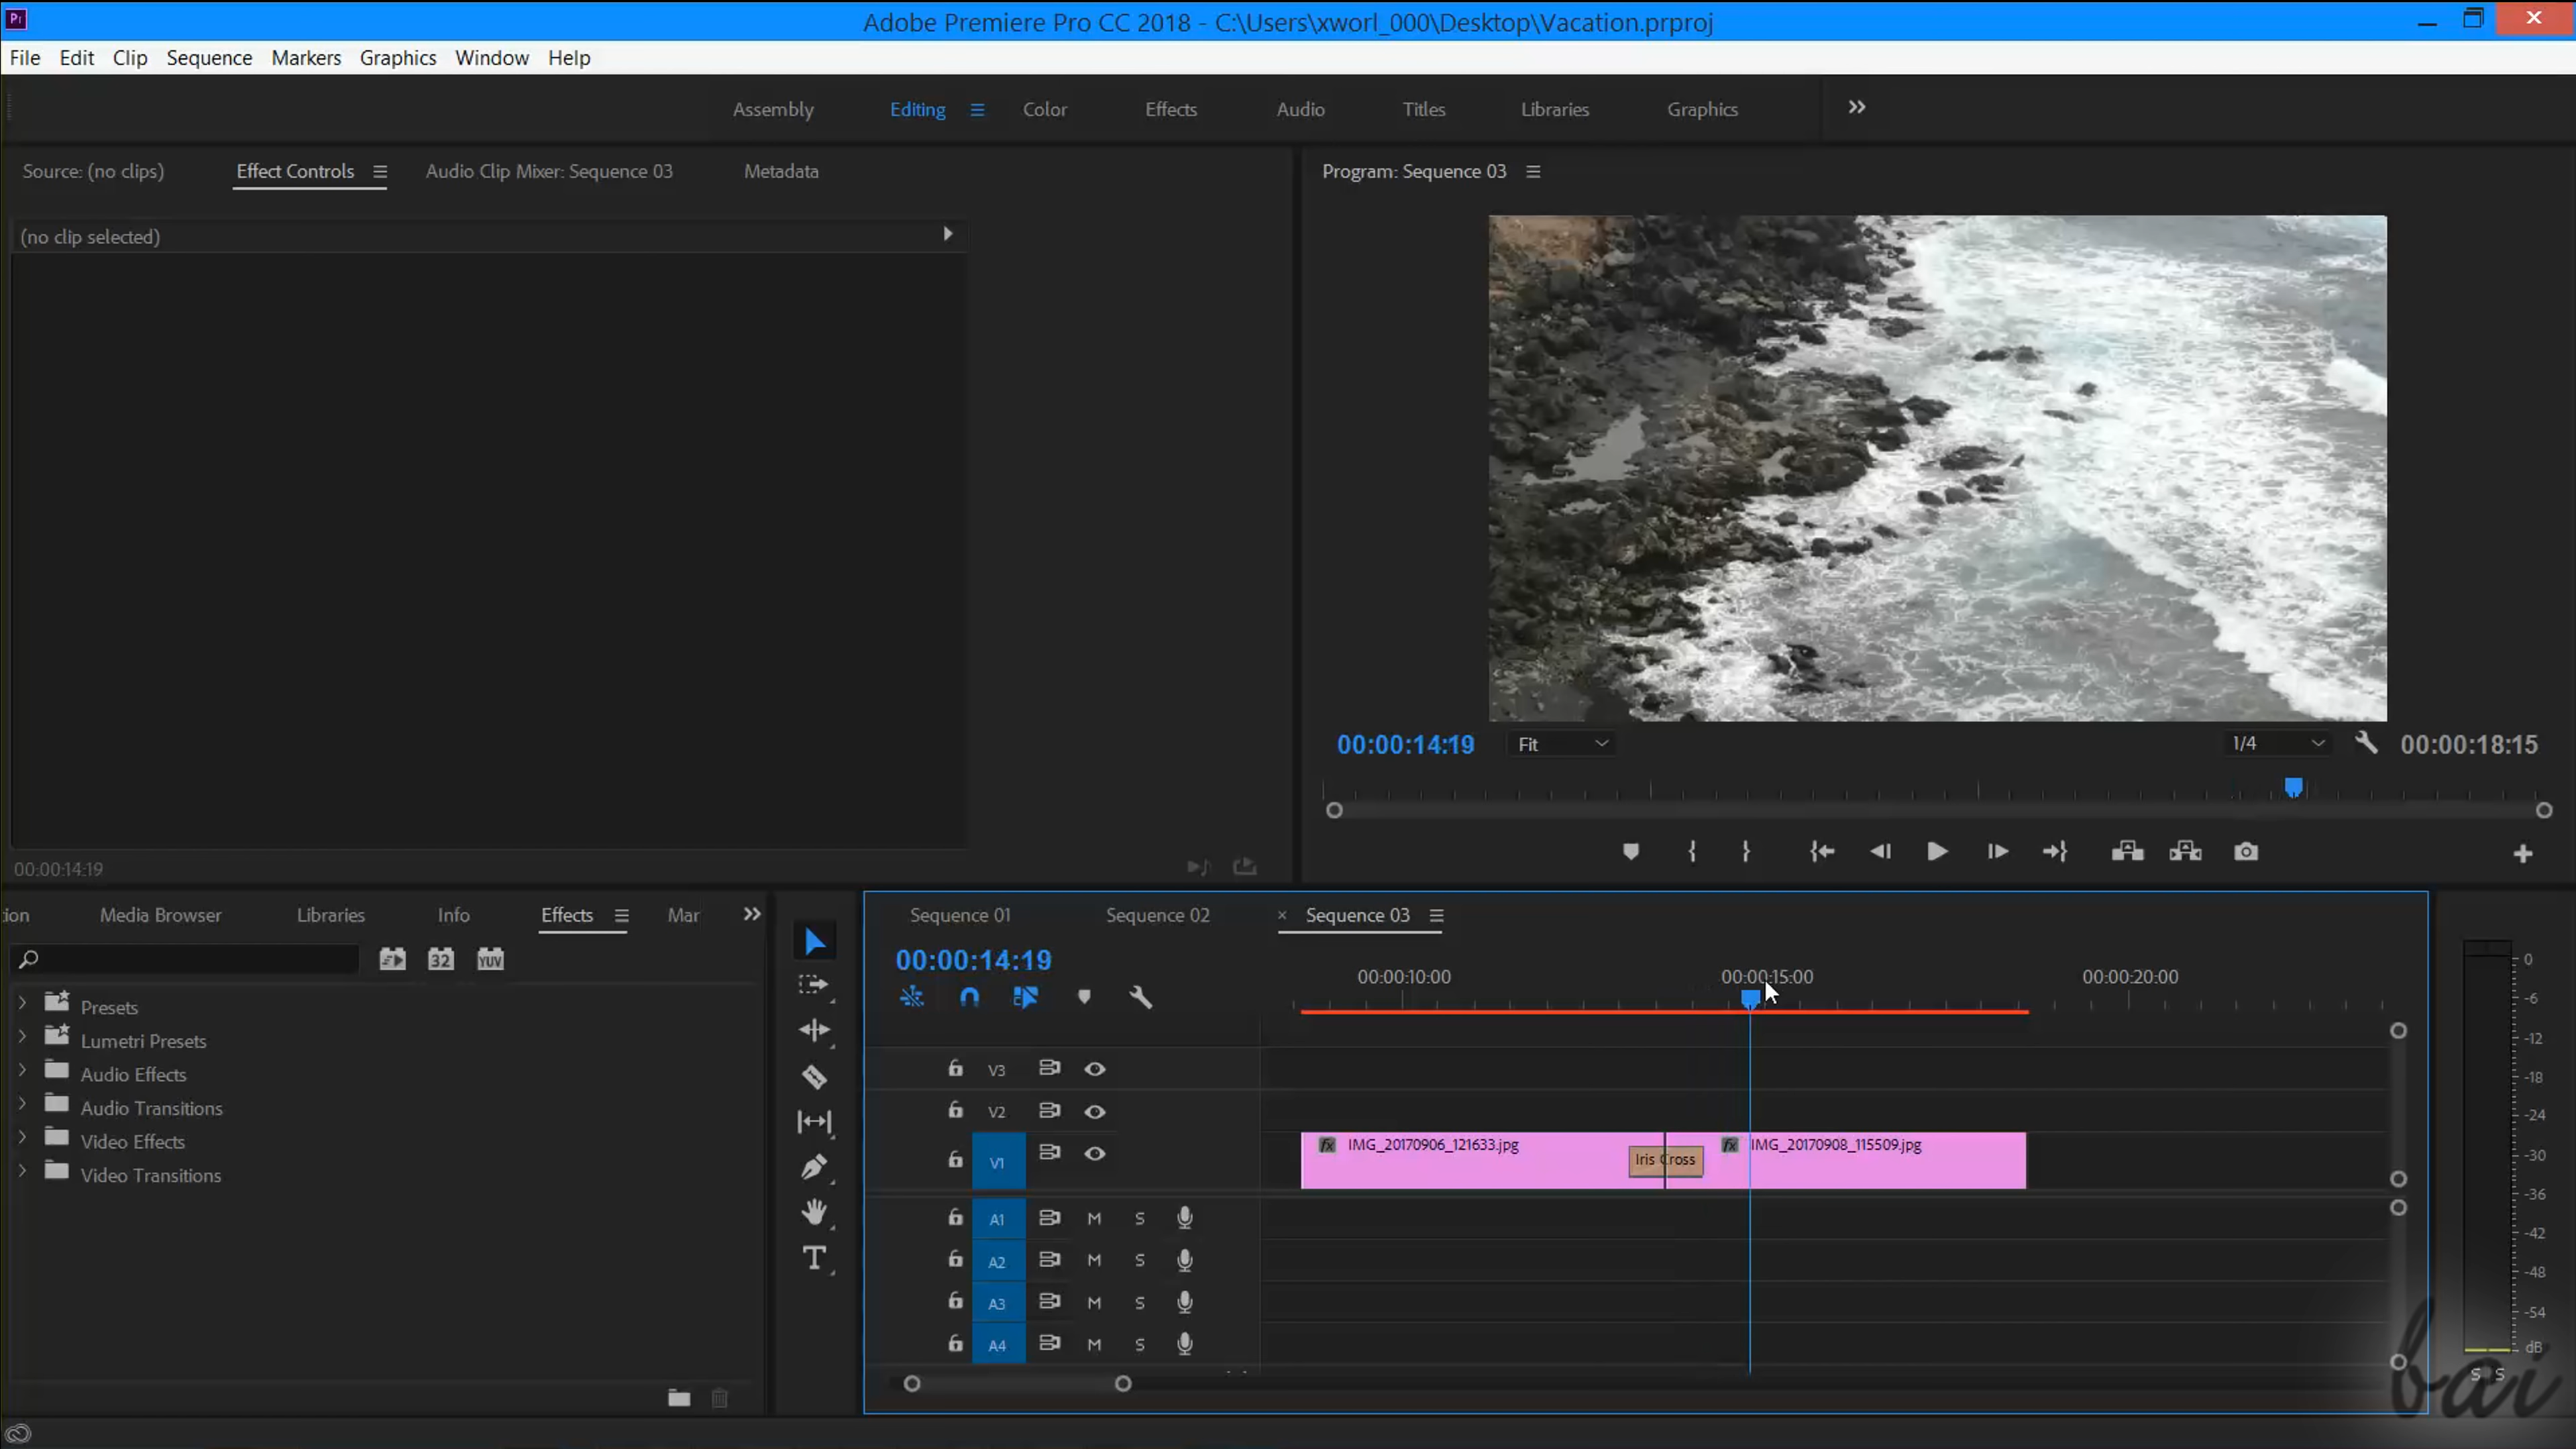 Pr
Adobe Premiere Pro CC 2018 - C:\Users\xworl_000\Desktop\Vacation.prproj
File Edit Clip Sequence Markers Graphics Window Help
Assembly Editing Color Effects Audio Titles Libraries Graphics
Source: (no clips) Effect Controls Audio Clip Mixer: Sequence 03 Metadata
Program: Sequence 03
(no clip selected)
00:00:14:19 Fit 1/4 00:00:18:15
00:00:14:19
tion Media Browser Libraries Info Effects Mar
Sequence 01 Sequence 02 × Sequence 03
32 YUV
00:00:14:19
00:00:10:00 00:00:15:00 00:00:20:00
Presets
Lumetri Presets
Audio Effects
Audio Transitions
Video Effects
Video Transitions
T
V3
V2
V1
fx IMG_20170906_121633.jpg
Iris Cross
fx IMG_20170908_115509.jpg
A1 M S
A2 M S
A3 M S
A4 M S
0
-6
-12
-18
-24
-30
-36
-42
-48
-54
dB
S S
bai